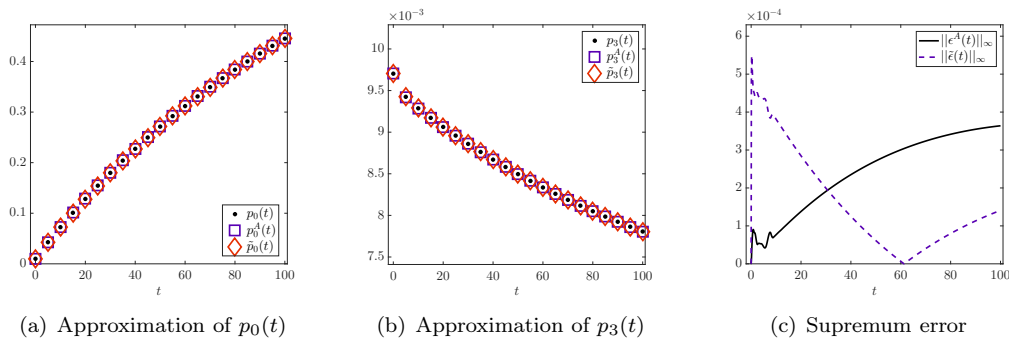 ×10⁻³
×10⁻⁴
0.4
0.3
0.2
0.1
0
0 20 40 60 80 100
t
p₀(t)
p₀ᴬ(t)
p̃₀(t)
10
9.5
9
8.5
8
7.5
0 20 40 60 80 100
t
p₃(t)
p₃ᴬ(t)
p̃₃(t)
6
5
4
3
2
1
0
0 20 40 60 80 100
t
||ϵᴬ(t)||∞
||ϵ̃(t)||∞
(a) Approximation of p₀(t)
(b) Approximation of p₃(t)
(c) Supremum error